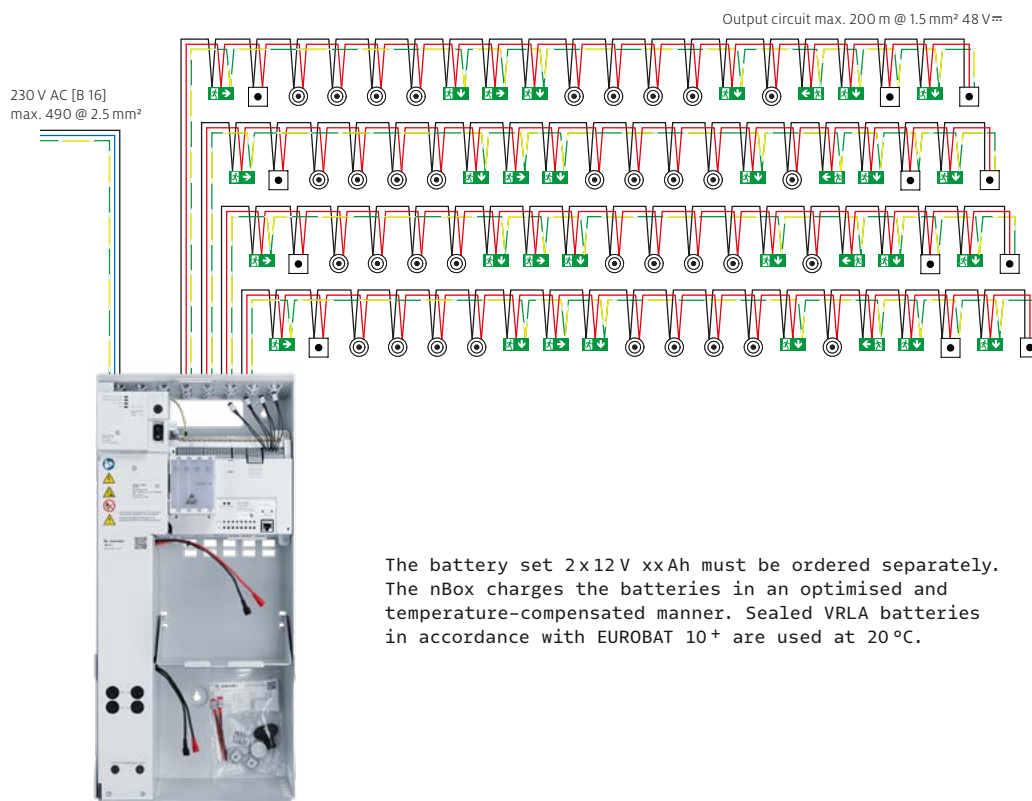 Output circuit max. 200 m @ 1.5 mm² 48 V⎓
230 V AC [B 16]
max. 490 @ 2.5 mm²
The battery set 2 x 12 V xx Ah must be ordered separately.
The nBox charges the batteries in an optimised and
temperature-compensated manner. Sealed VRLA batteries
in accordance with EUROBAT 10⁺ are used at 20 °C.